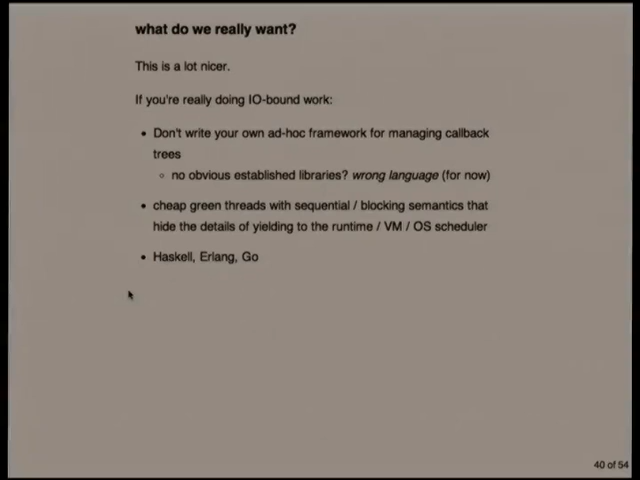 what do we really want?
This is a lot nicer.
If you're really doing IO-bound work:
• Don't write your own ad-hoc framework for managing callback
trees
◦ no obvious established libraries? wrong language (for now)
• cheap green threads with sequential / blocking semantics that
hide the details of yielding to the runtime / VM / OS scheduler
• Haskell, Erlang, Go
40 of 54